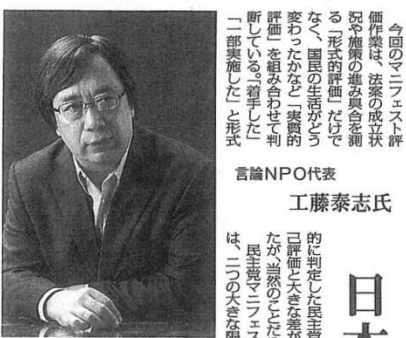 今回のマニフェスト評
価作業は、法案の成立状
況や施策の進み具合を測
る「形式的評価」だけで
なく、国民の生活がどう
変わったかなど「実質的
評価」を組み合わせて判
断している。「着手した」
「一部実施した」と形式
言論NPO代表
工藤泰志氏
的に判定した民主党
己評価と大きな差が
たが、当然のことだ
民主党マニフェス
は、二つの大きな限
日本